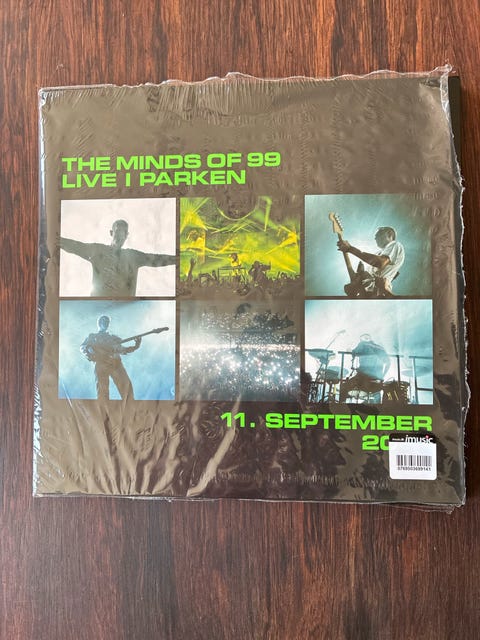 THE MINDS OF 99
LIVE I PARKEN
11. SEPTEMBER
20
imusic